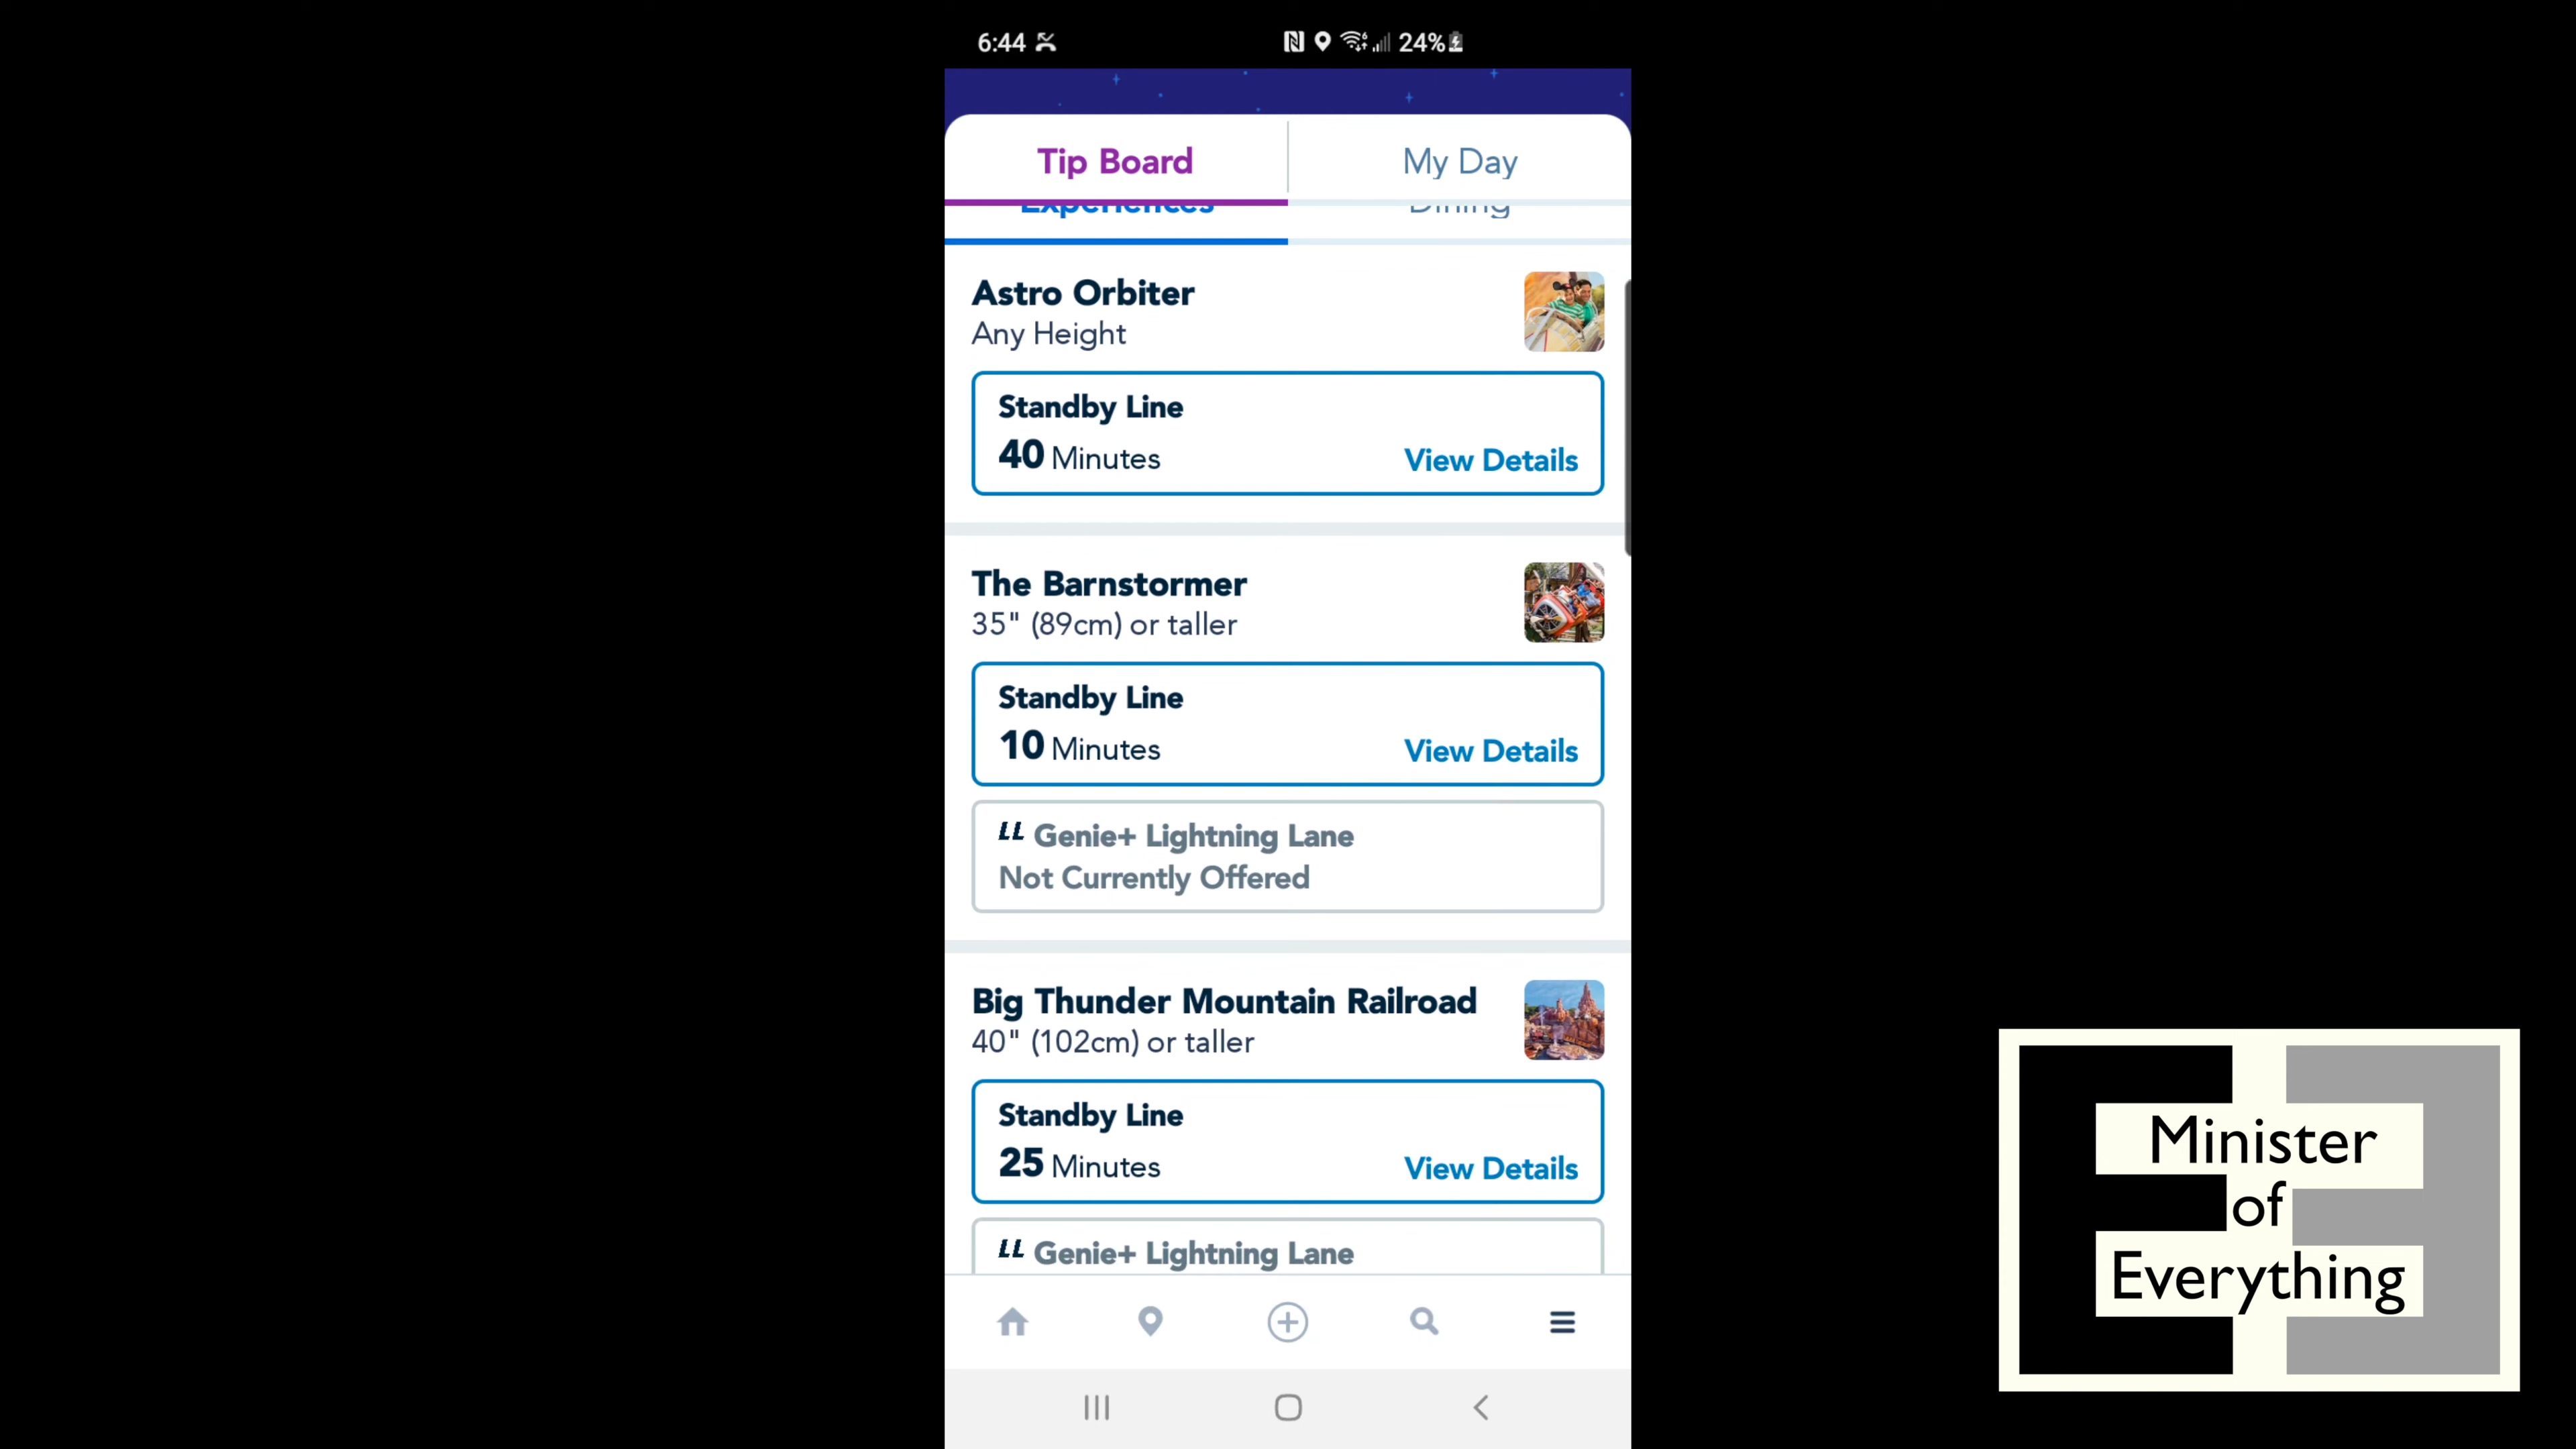 6:44 24%
Tip Board My Day
Experiences Dining
Astro Orbiter
Any Height
Standby Line
40 Minutes View Details
The Barnstormer
35" (89cm) or taller
Standby Line
10 Minutes View Details
LL Genie+ Lightning Lane
Not Currently Offered
Big Thunder Mountain Railroad
40" (102cm) or taller
Standby Line
25 Minutes View Details
LL Genie+ Lightning Lane
Minister
of
Everything